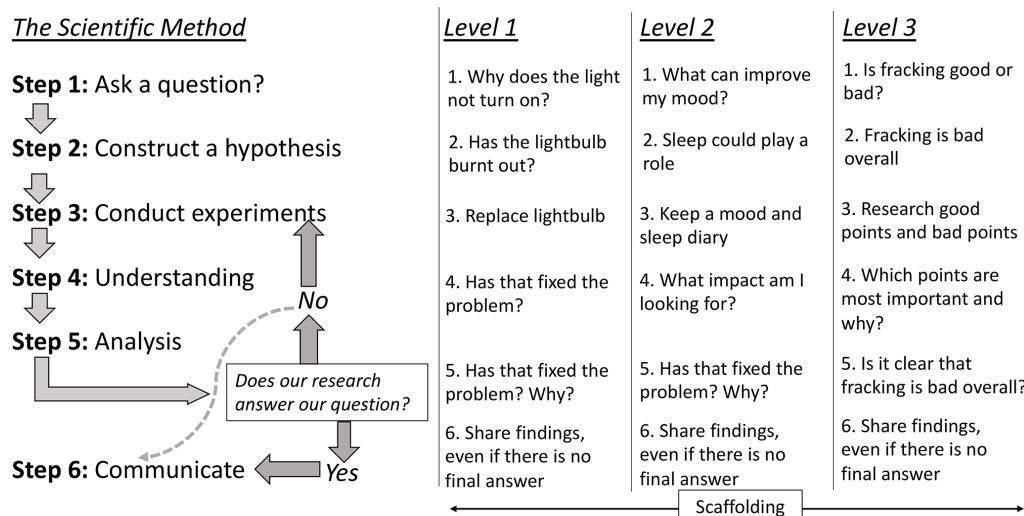 The Scientific Method
Step 1: Ask a question?
Step 2: Construct a hypothesis
Step 3: Conduct experiments
Step 4: Understanding
No
Step 5: Analysis
Does our research
answer our question?
Step 6: Communicate
Yes
Level 1
1. Why does the light
not turn on?
2. Has the lightbulb
burnt out?
3. Replace lightbulb
4. Has that fixed the
problem?
5. Has that fixed the
problem? Why?
6. Share findings,
even if there is no
final answer
Level 2
1. What can improve
my mood?
2. Sleep could play a
role
3. Keep a mood and
sleep diary
4. What impact am I
looking for?
5. Has that fixed the
problem? Why?
6. Share findings,
even if there is no
final answer
Level 3
1. Is fracking good or
bad?
2. Fracking is bad
overall
3. Research good
points and bad points
4. Which points are
most important and
why?
5. Is it clear that
fracking is bad overall?
6. Share findings,
even if there is no
final answer
Scaffolding